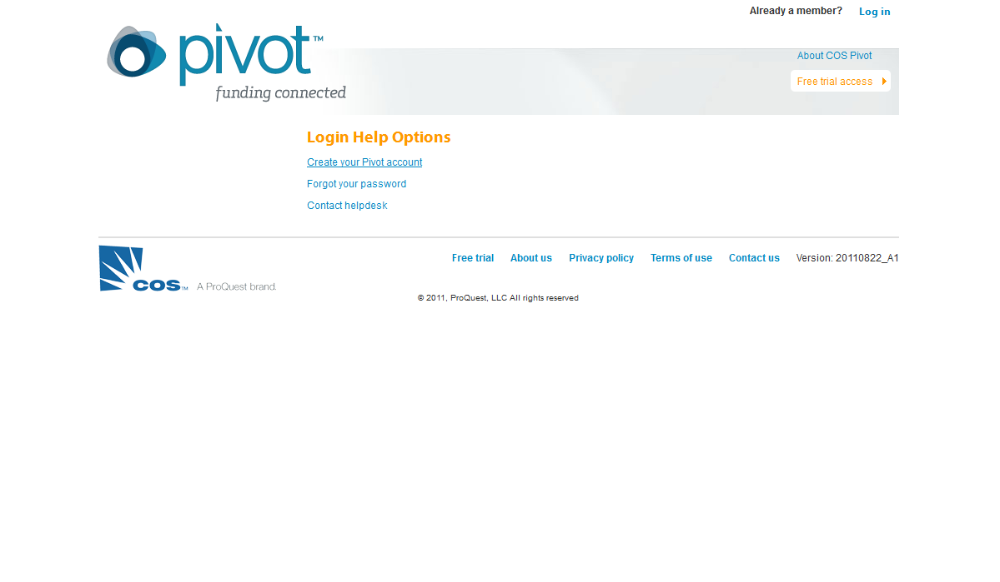 Already a member? Log in
pivot™
funding connected
About COS Pivot
Free trial access
Login Help Options
Create your Pivot account
Forgot your password
Contact helpdesk
Free trial About us Privacy policy Terms of use Contact us Version: 20110822_A1
COS™ A ProQuest brand.
© 2011, ProQuest, LLC All rights reserved